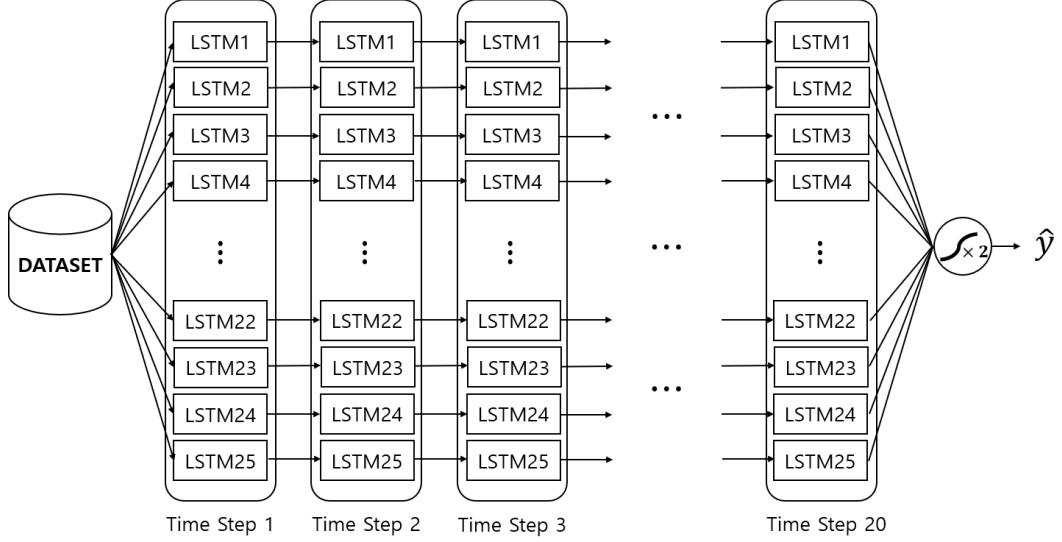 LSTM1 LSTM1 LSTM1 LSTM1
LSTM2 LSTM2 LSTM2 LSTM2
LSTM3 LSTM3 LSTM3 ... LSTM3
LSTM4 LSTM4 LSTM4 LSTM4
DATASET ⋮ ⋮ ⋮ ... ⋮ × 2 ŷ
LSTM22 LSTM22 LSTM22 LSTM22
LSTM23 LSTM23 LSTM23 ... LSTM23
LSTM24 LSTM24 LSTM24 LSTM24
LSTM25 LSTM25 LSTM25 LSTM25
Time Step 1 Time Step 2 Time Step 3 Time Step 20